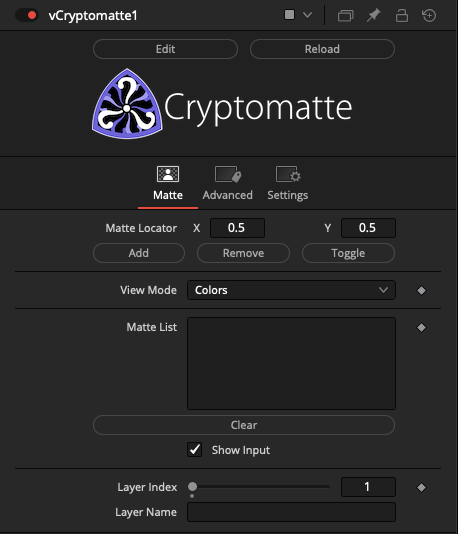 vCryptomatte1
Edit Reload
Cryptomatte
Matte Advanced Settings
Matte Locator X 0.5 Y 0.5
Add Remove Toggle
View Mode Colors
Matte List
Clear
Show Input
Layer Index 1
Layer Name